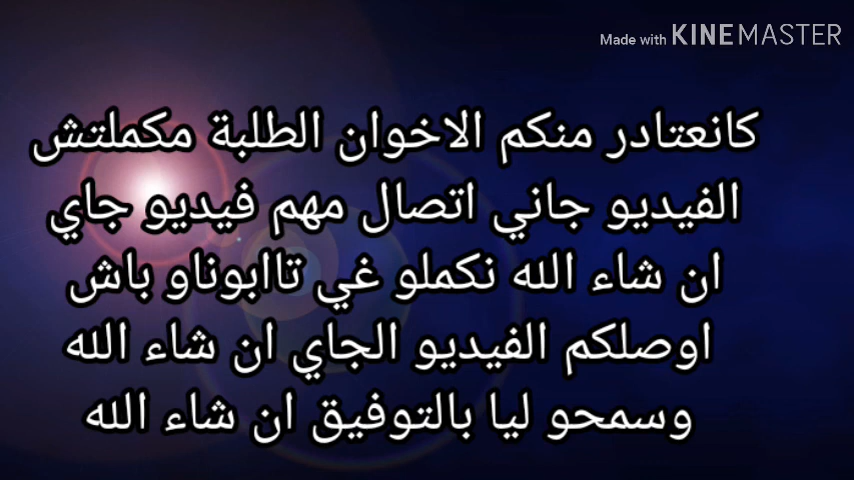 Made with KINEMASTER
كانعتادر منكم الاخوان الطلبة مكملتش
الفيديو جاني اتصال مهم فيديو جاي
ان شاء الله نكملو غي تاابوناو باش
اوصلكم الفيديو الجاي ان شاء الله
وسمحو ليا بالتوفيق ان شاء الله